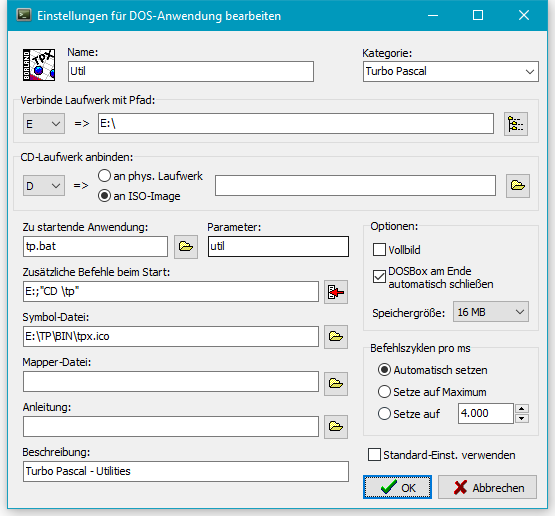 Einstellungen für DOS-Anwendung bearbeiten
BORLAND TPX
Name:
Util
Kategorie:
Turbo Pascal
Verbinde Laufwerk mit Pfad:
E => E:\
CD-Laufwerk anbinden:
D => an phys. Laufwerk
an ISO-Image
Zu startende Anwendung:
tp.bat
Parameter:
util
Zusätzliche Befehle beim Start:
E:;"CD \tp"
Symbol-Datei:
E:\TP\BIN\tpx.ico
Mapper-Datei:
Anleitung:
Beschreibung:
Turbo Pascal - Utilities
Optionen:
Vollbild
DOSBox am Ende
automatisch schließen
Speichergröße: 16 MB
Befehlszyklen pro ms
Automatisch setzen
Setze auf Maximum
Setze auf 4.000
Standard-Einst. verwenden
OK
Abbrechen